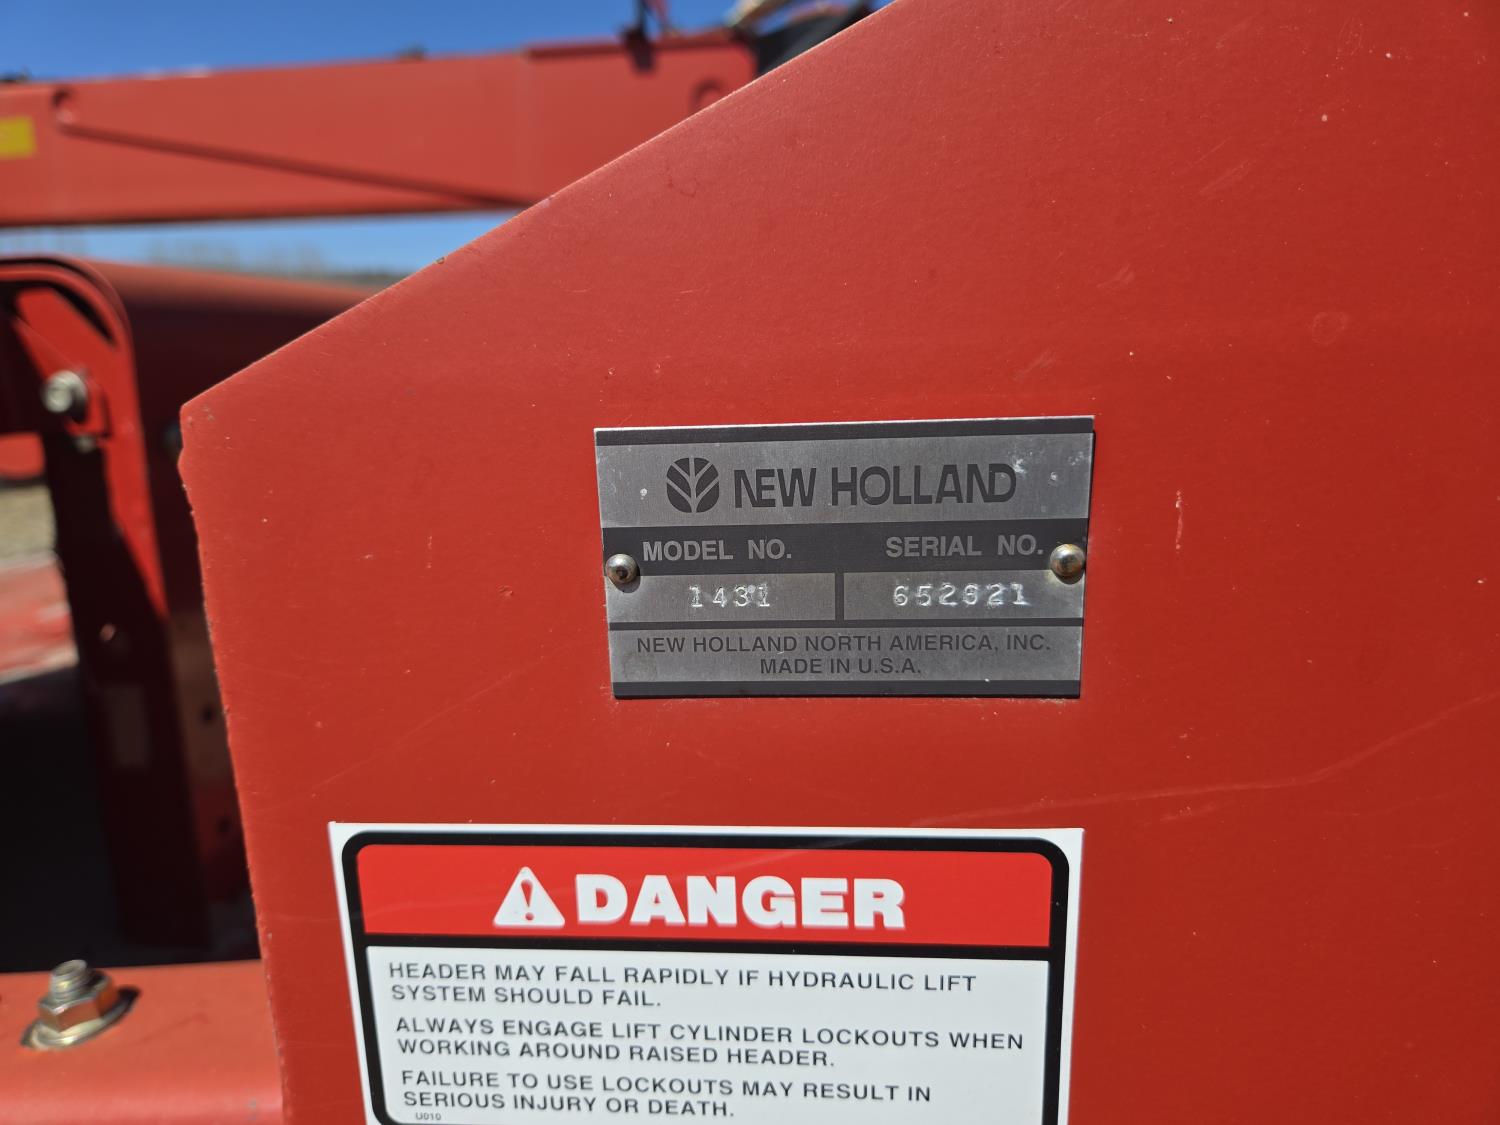 NEW HOLLAND
MODEL NO. SERIAL NO.
1431 652621
NEW HOLLAND NORTH AMERICA, INC.
MADE IN U.S.A.
DANGER
HEADER MAY FALL RAPIDLY IF HYDRAULIC LIFT
SYSTEM SHOULD FAIL.
ALWAYS ENGAGE LIFT CYLINDER LOCKOUTS WHEN
WORKING AROUND RAISED HEADER.
FAILURE TO USE LOCKOUTS MAY RESULT IN
SERIOUS INJURY OR DEATH.
U010